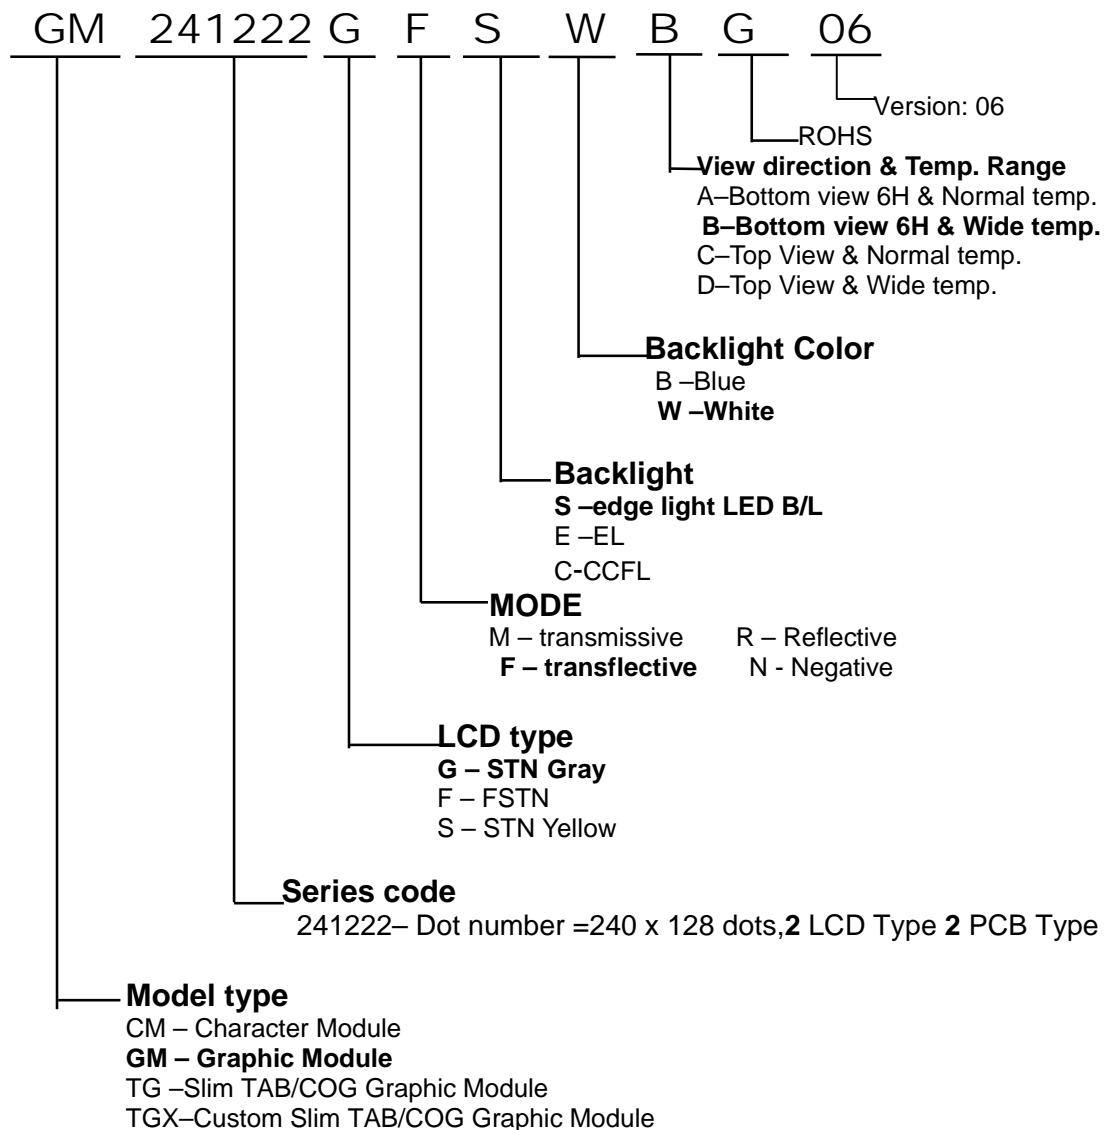 GM 241222 G F S W B G 06
Version: 06
ROHS
View direction & Temp. Range
A–Bottom view 6H & Normal temp.
B–Bottom view 6H & Wide temp.
C–Top View & Normal temp.
D–Top View & Wide temp.
Backlight Color
B –Blue
W –White
Backlight
S –edge light LED B/L
E –EL
C-CCFL
MODE
M – transmissive R – Reflective
F – transflective N - Negative
LCD type
G – STN Gray
F – FSTN
S – STN Yellow
Series code
241222– Dot number =240 x 128 dots,2 LCD Type 2 PCB Type
Model type
CM – Character Module
GM – Graphic Module
TG –Slim TAB/COG Graphic Module
TGX–Custom Slim TAB/COG Graphic Module